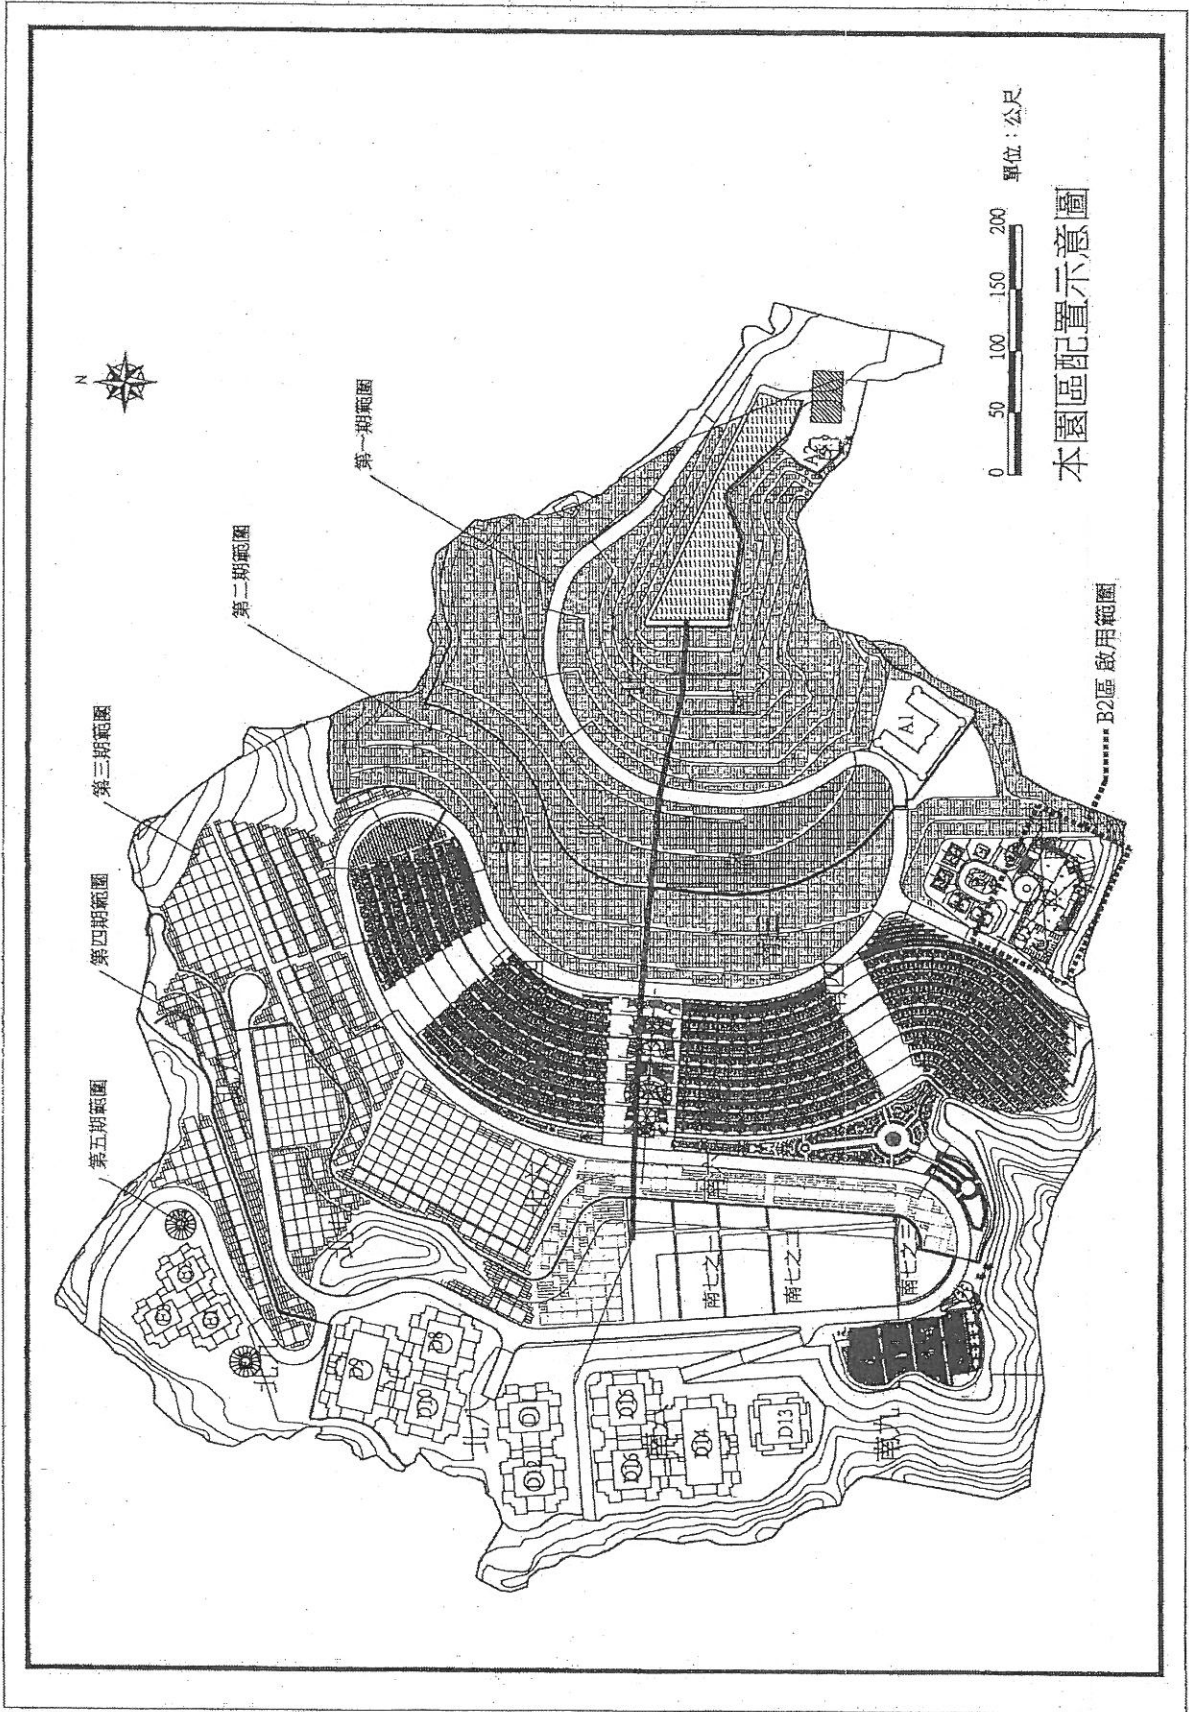 本園區配置示意圖
單位：公尺
0 50 100 150 200
N
第一期範圍
第二期範圍
第三期範圍
第四期範圍
第五期範圍
B2區 啟用範圍
A1
A2
南七之一
南七之二
南七之三
南九
D8
D9
D10
D12
D13
D14
D15
D16